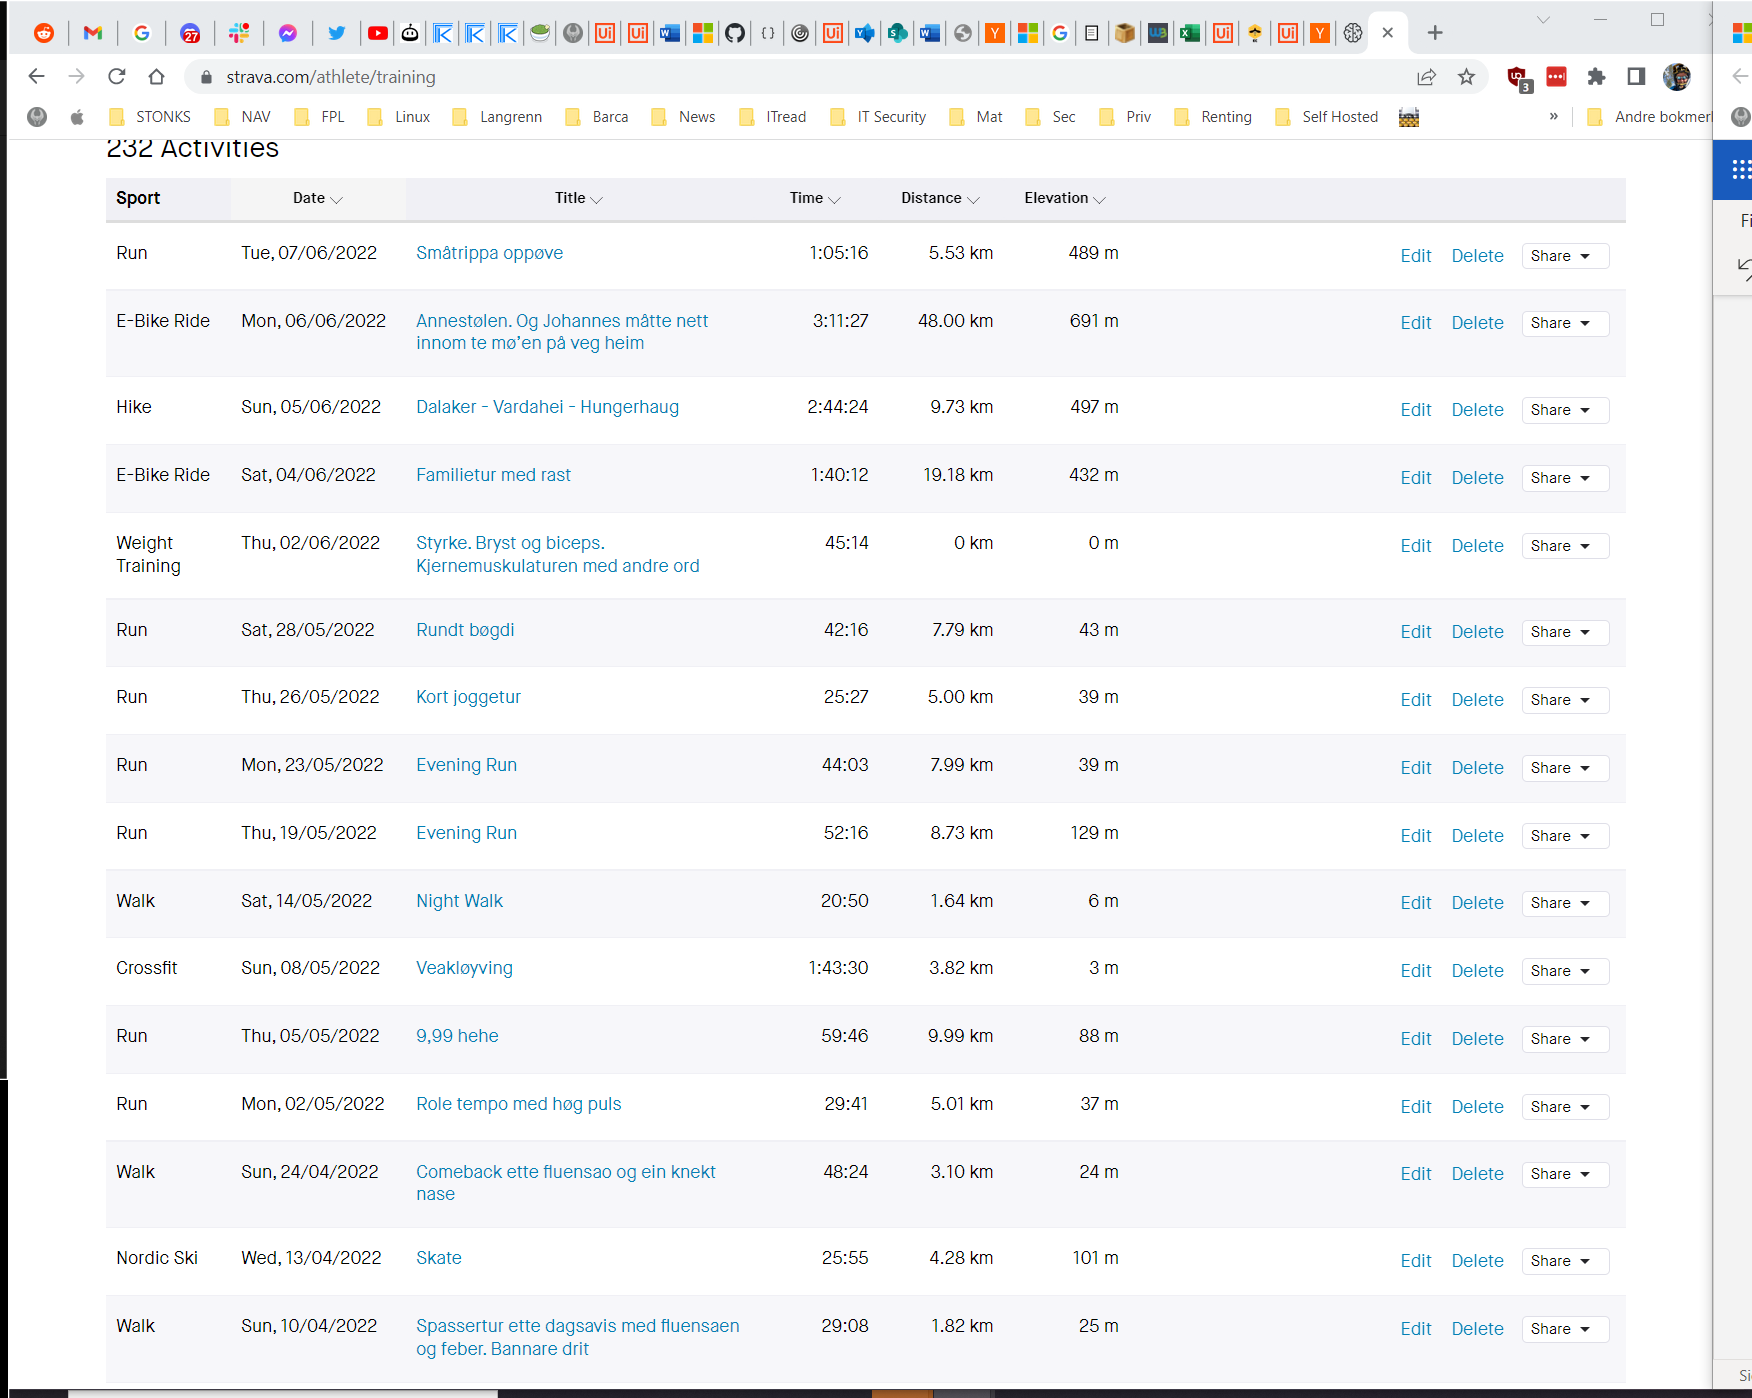 27
strava.com/athlete/training
3
STONKS NAV FPL Linux Langrenn Barca News ITread IT Security Mat Sec Priv Renting Self Hosted » Andre bokmer
232 Activities
Sport Date Title Time Distance Elevation
Run Tue, 07/06/2022 Småtrippa oppøve 1:05:16 5.53 km 489 m Edit Delete Share
E-Bike Ride Mon, 06/06/2022 Annestølen. Og Johannes måtte nett 3:11:27 48.00 km 691 m Edit Delete Share
innom te mø'en på veg heim
Hike Sun, 05/06/2022 Dalaker - Vardahei - Hungerhaug 2:44:24 9.73 km 497 m Edit Delete Share
E-Bike Ride Sat, 04/06/2022 Familietur med rast 1:40:12 19.18 km 432 m Edit Delete Share
Weight Thu, 02/06/2022 Styrke. Bryst og biceps. 45:14 0 km 0 m Edit Delete Share
Training Kjernemuskulaturen med andre ord
Run Sat, 28/05/2022 Rundt bøgdi 42:16 7.79 km 43 m Edit Delete Share
Run Thu, 26/05/2022 Kort joggetur 25:27 5.00 km 39 m Edit Delete Share
Run Mon, 23/05/2022 Evening Run 44:03 7.99 km 39 m Edit Delete Share
Run Thu, 19/05/2022 Evening Run 52:16 8.73 km 129 m Edit Delete Share
Walk Sat, 14/05/2022 Night Walk 20:50 1.64 km 6 m Edit Delete Share
Crossfit Sun, 08/05/2022 Veakløyving 1:43:30 3.82 km 3 m Edit Delete Share
Run Thu, 05/05/2022 9,99 hehe 59:46 9.99 km 88 m Edit Delete Share
Run Mon, 02/05/2022 Role tempo med høg puls 29:41 5.01 km 37 m Edit Delete Share
Walk Sun, 24/04/2022 Comeback ette fluensao og ein knekt 48:24 3.10 km 24 m Edit Delete Share
nase
Nordic Ski Wed, 13/04/2022 Skate 25:55 4.28 km 101 m Edit Delete Share
Walk Sun, 10/04/2022 Spassertur ette dagsavis med fluensaen 29:08 1.82 km 25 m Edit Delete Share
og feber. Bannare drit
Fi